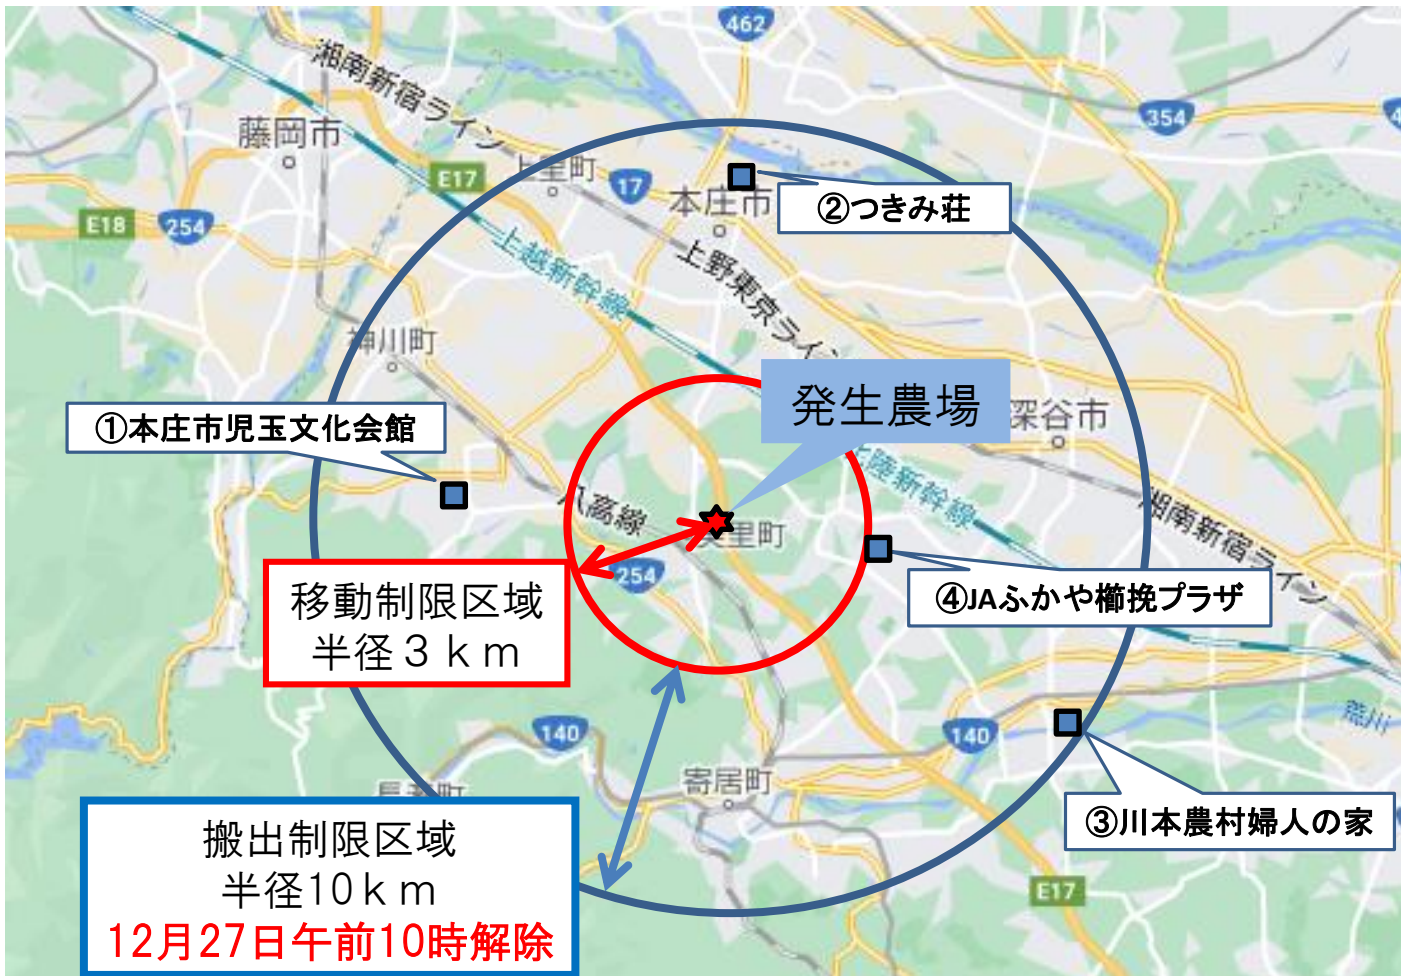 462
湘南新宿ライン
354
藤岡市
上里町
E17
17
本庄市
②つきみ荘
E18
254
上越新幹線
上野東京ライン
神川町
発生農場
深谷市
①本庄市児玉文化会館
上陸新幹線
湘南新宿ライン
八高線
美里町
254
④JAふかや櫛挽プラザ
移動制限区域
半径３ｋｍ
140
140
荒川
寄居町
③川本農村婦人の家
搬出制限区域
半径10ｋｍ
12月27日午前10時解除
E17